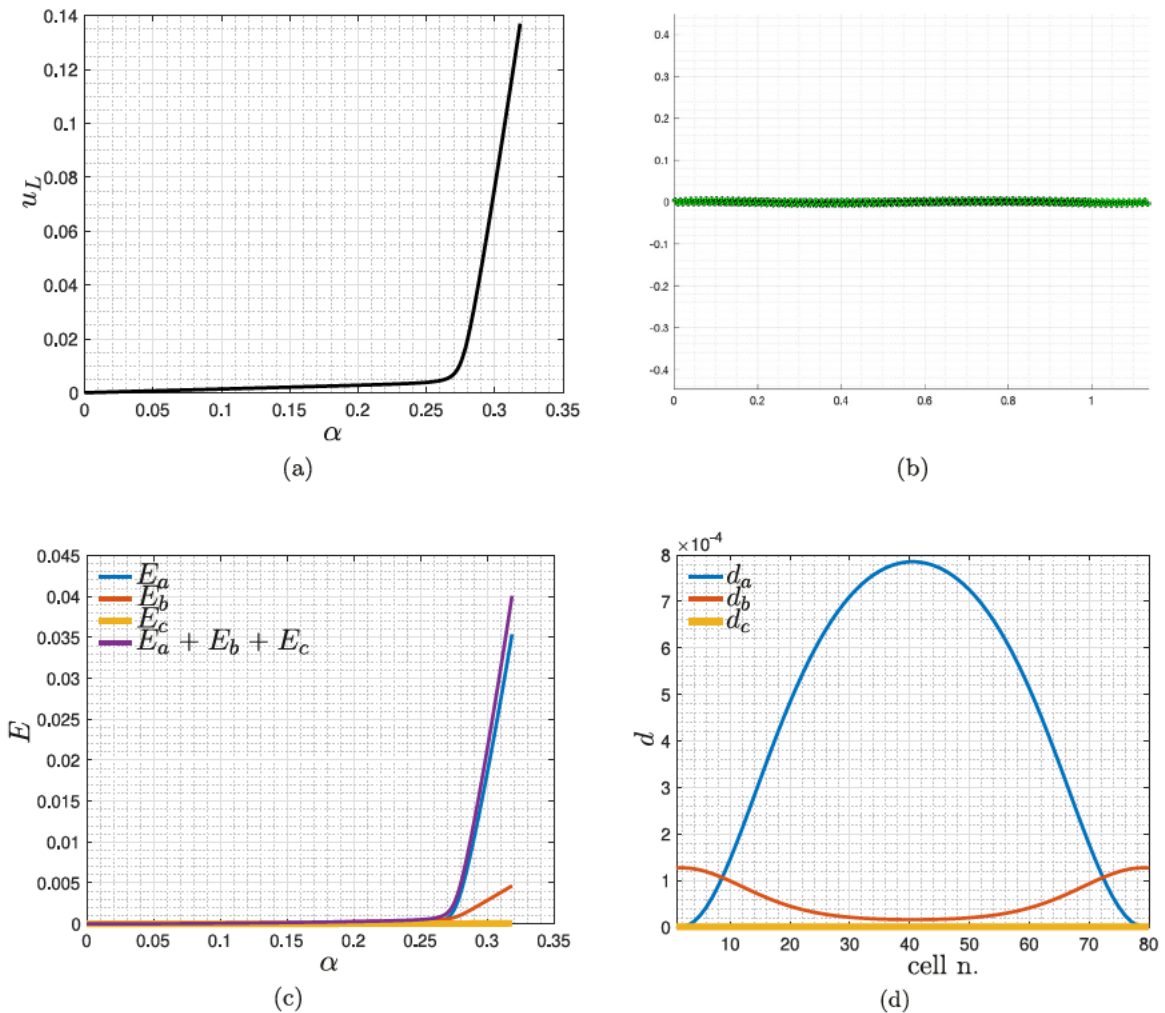 0.14
0.12
0.1
0.08
0.06
0.04
0.02
0
u_L
0 0.05 0.1 0.15 0.2 0.25 0.3 0.35
α
(a)
0.4
0.3
0.2
0.1
0
-0.1
-0.2
-0.3
-0.4
0 0.2 0.4 0.6 0.8 1
(b)
0.045
0.04
0.035
0.03
0.025
0.02
0.015
0.01
0.005
0
E
E_a
E_b
E_c
E_a + E_b + E_c
0 0.05 0.1 0.15 0.2 0.25 0.3 0.35
α
(c)
×10⁻⁴
8
7
6
5
4
3
2
1
0
d
d_a
d_b
d_c
10 20 30 40 50 60 70 80
cell n.
(d)